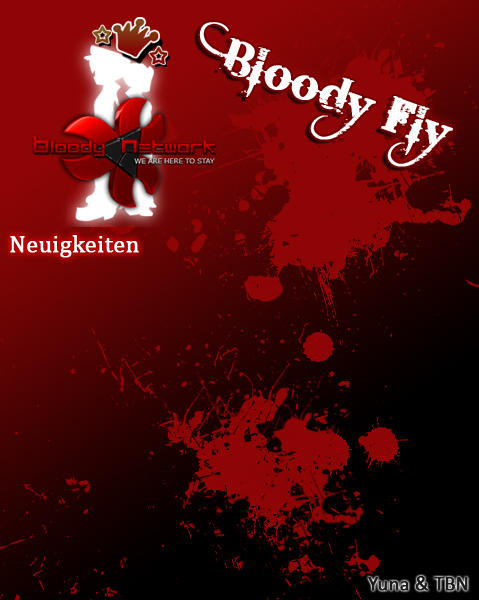 Bloody Fly
Bloody Network
WE ARE HERE TO STAY
Neuigkeiten
Yuna & TBN